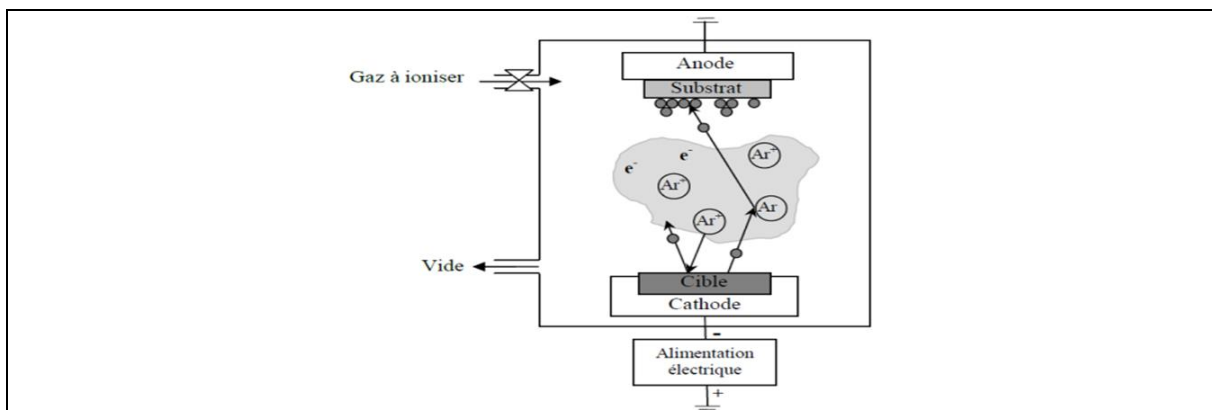 Anode
Gaz à ioniser
Substrat
e⁻
Ar⁺
e⁻
Ar⁺
Ar
Ar⁺
Vide
Cible
Cathode
-
Alimentation
électrique
+